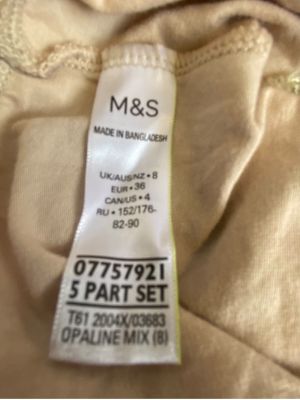 M&S
MADE IN BANGLADESH
UK/AUS/NZ • 8
EUR • 36
CAN/US • 4
RU • 152/176-
82-90
07757921
5 PART SET
T61 2004X/03683
OPALINE MIX (8)